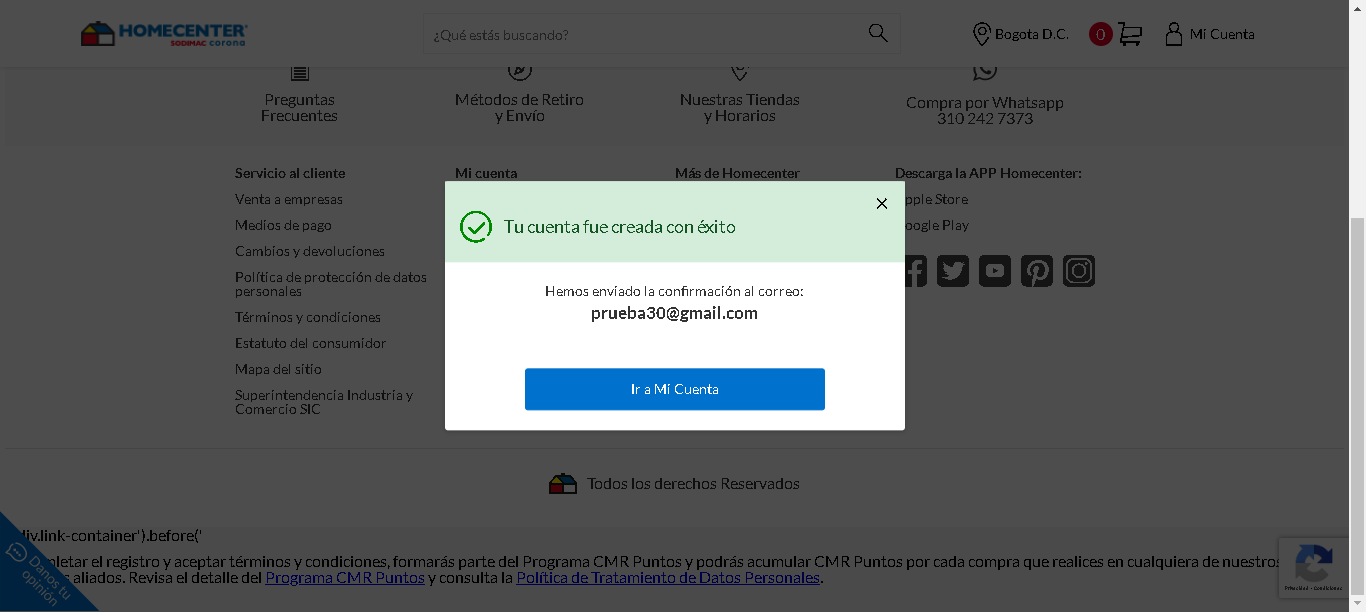 HOMECENTER
SODIMAC corona
¿Qué estás buscando?
Bogota D.C.
0
Mi Cuenta
Preguntas
Frecuentes
Métodos de Retiro
y Envío
Nuestras Tiendas
y Horarios
Compra por Whatsapp
310 242 7373
Servicio al cliente
Venta a empresas
Medios de pago
Cambios y devoluciones
Política de protección de datos
personales
Términos y condiciones
Estatuto del consumidor
Mapa del sitio
Superintendencia Industria y
Comercio SIC
Mi cuenta
Más de Homecenter
Descarga la APP Homecenter:
pple Store
oogle Play
Tu cuenta fue creada con éxito
Hemos enviado la confirmación al correo:
prueba30@gmail.com
Ir a Mi Cuenta
Todos los derechos Reservados
iv.link-container').before('
pletar el registro y aceptar términos y condiciones, formarás parte del Programa CMR Puntos y podrás acumular CMR Puntos por cada compra que realices en cualquiera de nuestros
aliados. Revisa el detalle del Programa CMR Puntos y consulta la Política de Tratamiento de Datos Personales.
Danos tu
opinión
Privacidad - Condiciones